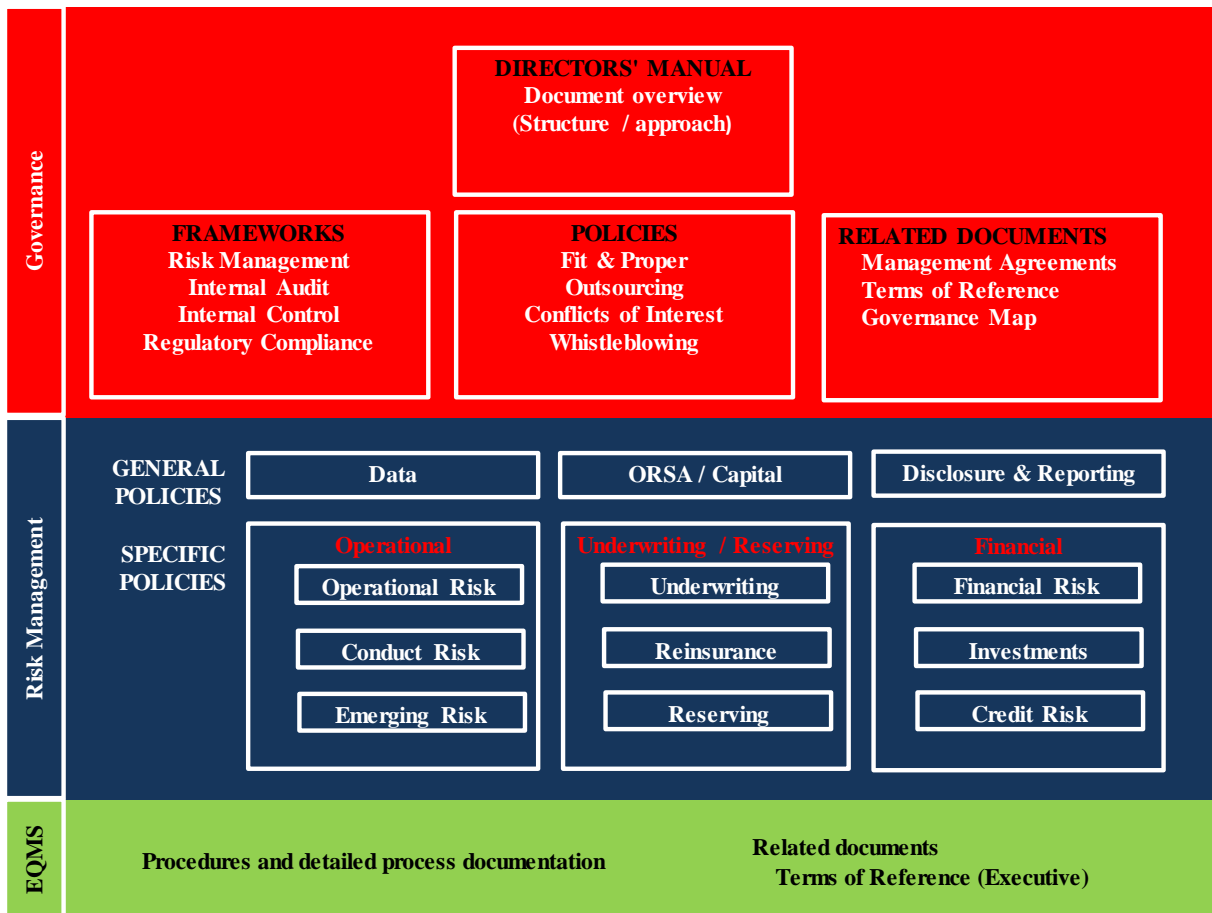 Governance
DIRECTORS' MANUAL
Document overview
(Structure / approach)
FRAMEWORKS
Risk Management
Internal Audit
Internal Control
Regulatory Compliance
POLICIES
Fit & Proper
Outsourcing
Conflicts of Interest
Whistleblowing
RELATED DOCUMENTS
Management Agreements
Terms of Reference
Governance Map
Risk Management
GENERAL
POLICIES
Data
ORSA / Capital
Disclosure & Reporting
SPECIFIC
POLICIES
Operational
Operational Risk
Conduct Risk
Emerging Risk
Underwriting / Reserving
Underwriting
Reinsurance
Reserving
Financial
Financial Risk
Investments
Credit Risk
EQMS
Procedures and detailed process documentation
Related documents
Terms of Reference (Executive)